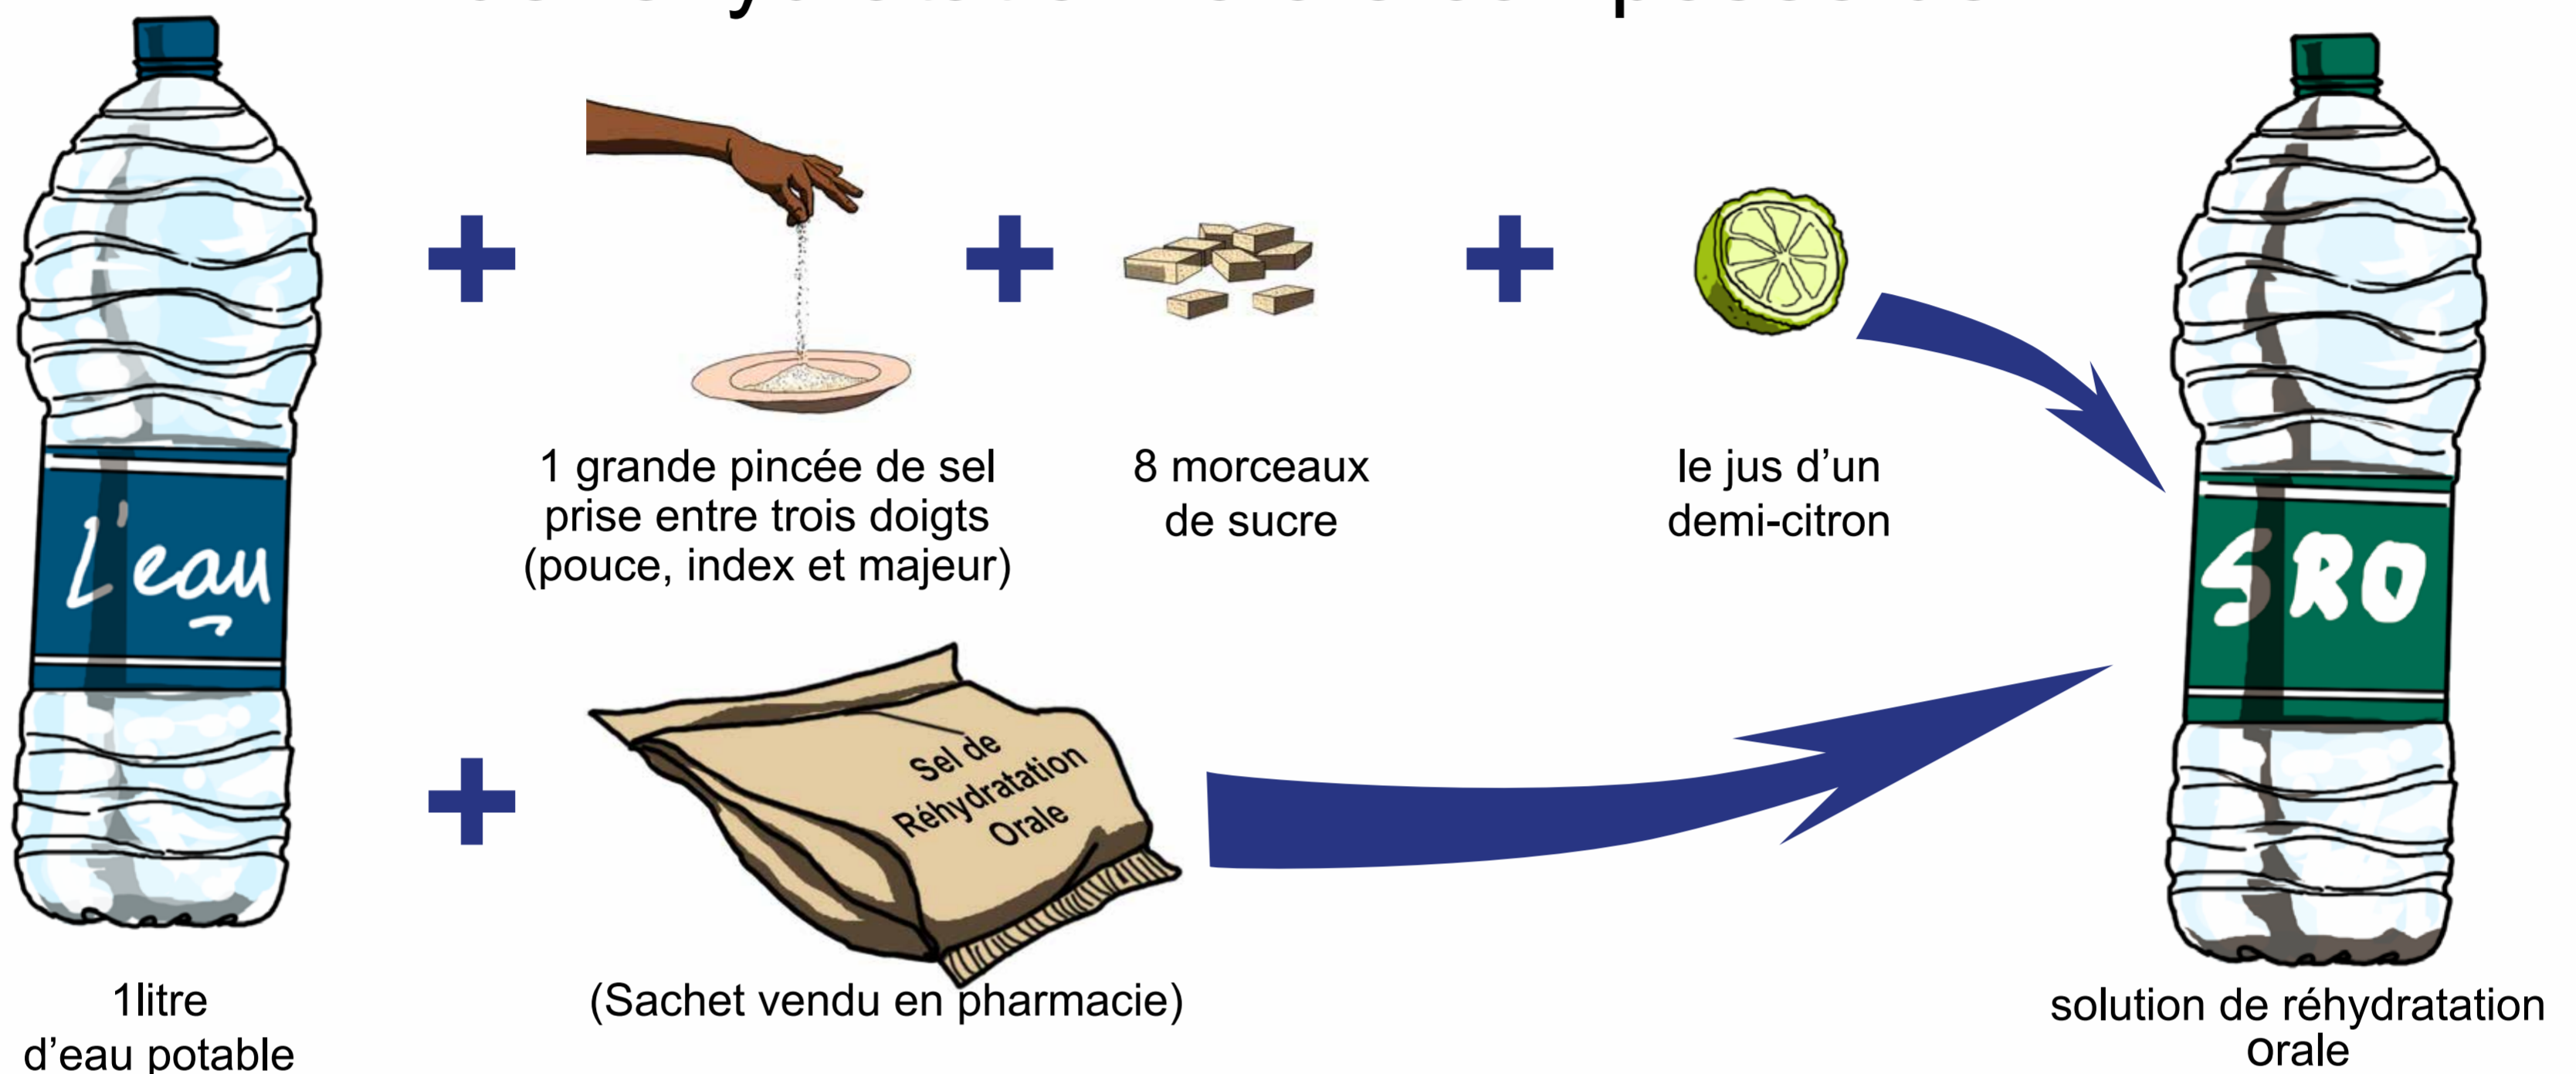 L'eau
1 grande pincée de sel
prise entre trois doigts
(pouce, index et majeur)
8 morceaux
de sucre
le jus d’un
demi-citron
SRO
Sel de
Réhydratation
Orale
1litre
d’eau potable
(Sachet vendu en pharmacie)
solution de réhydratation
orale